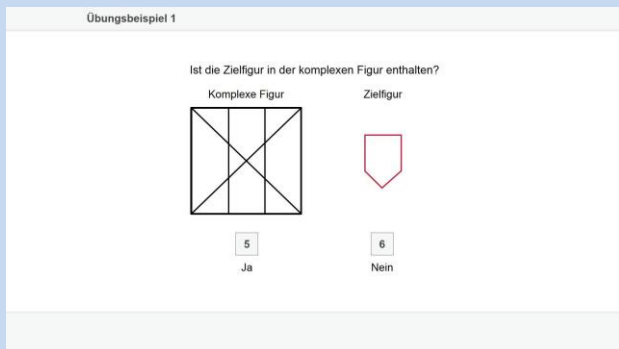 Übungsbeispiel 1
Ist die Zielfigur in der komplexen Figur enthalten?
Komplexe Figur Zielfigur
5 6
Ja Nein